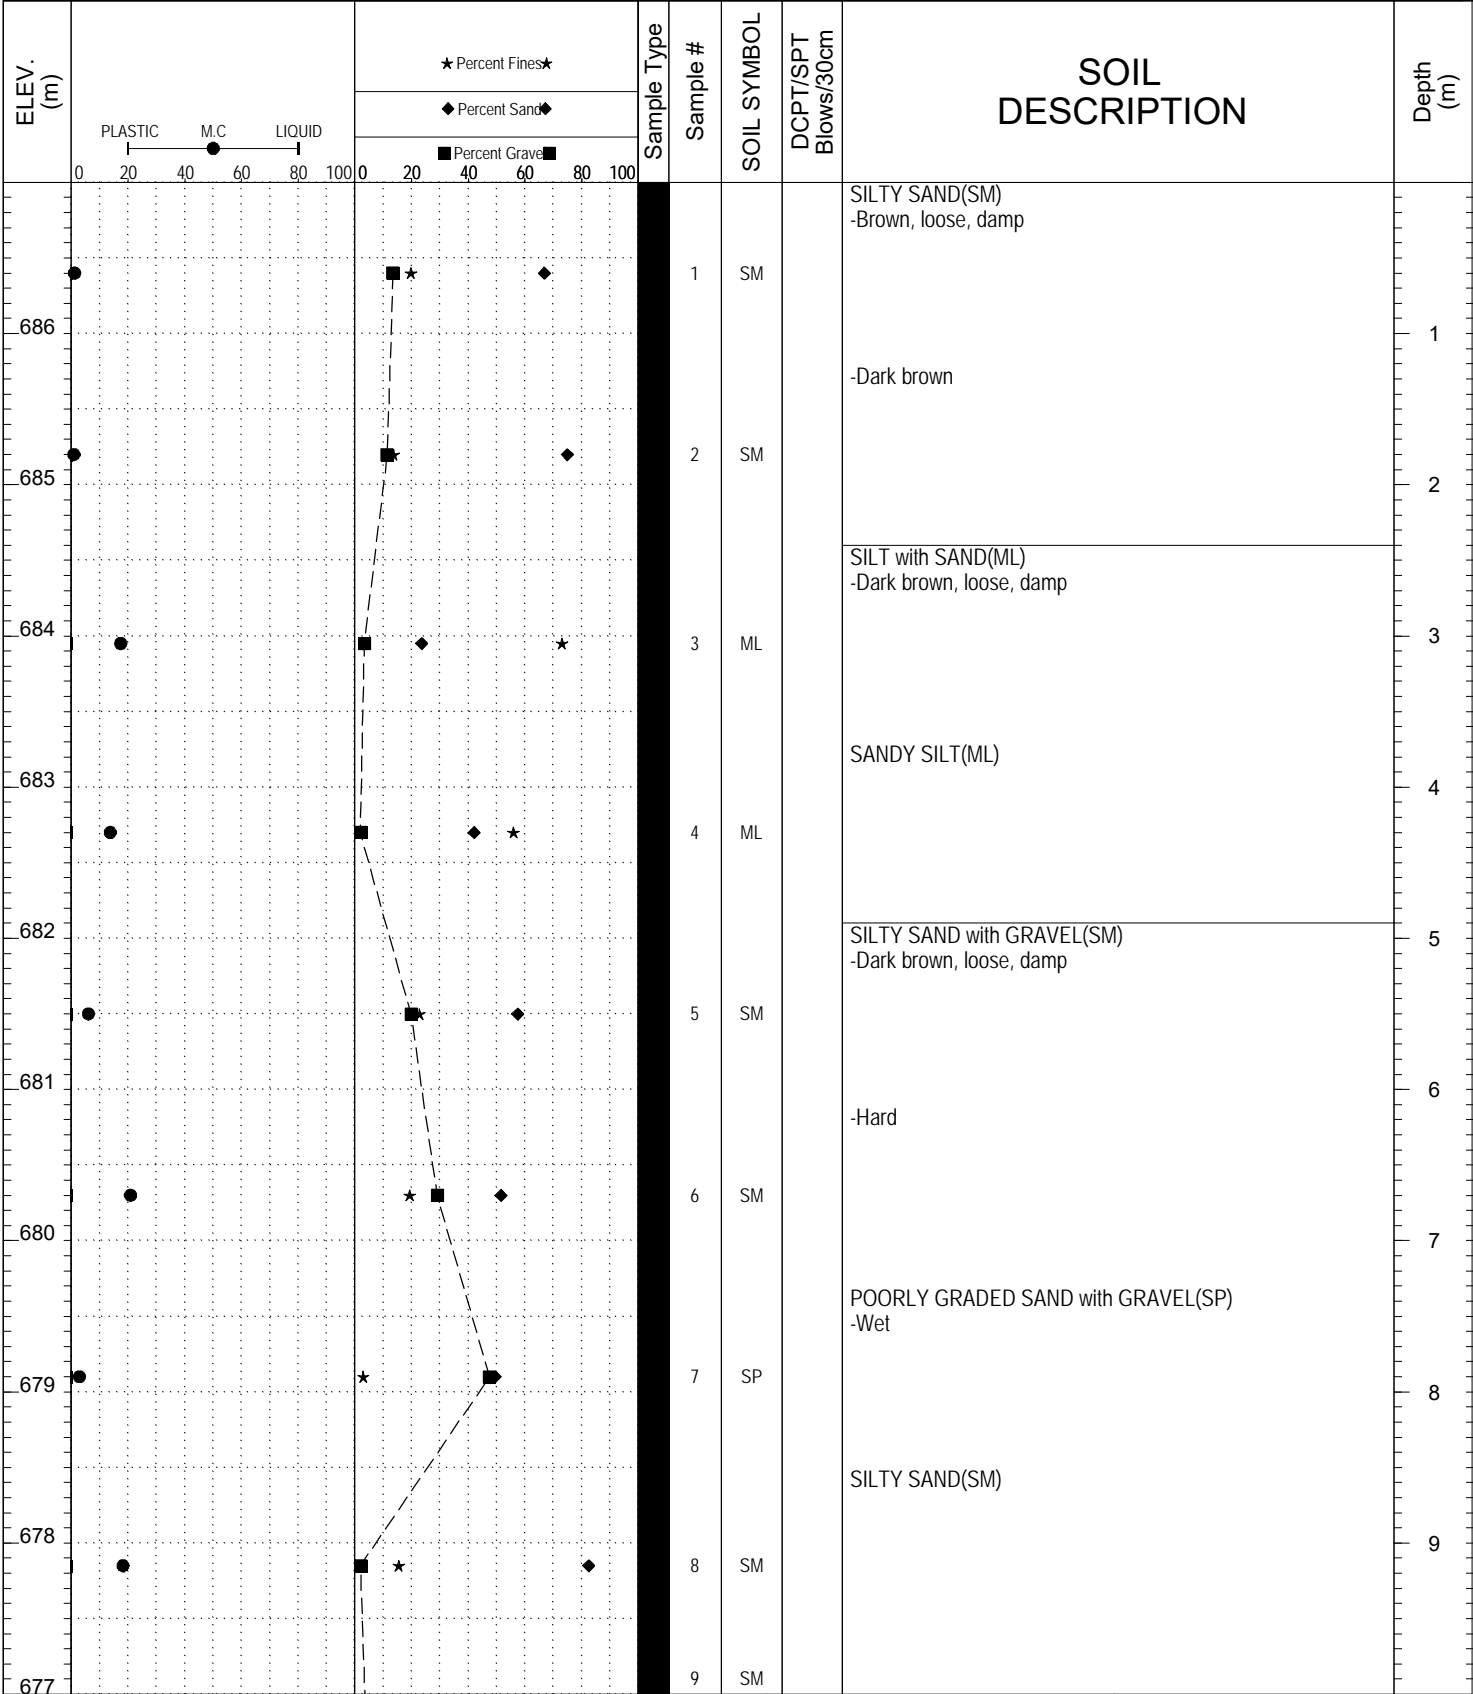 ELEV.
(m)
PLASTIC M.C LIQUID
0 20 40 60 80 100
★ Percent Fines ★
◆ Percent Sand ◆
■ Percent Gravel ■
0 20 40 60 80 100
Sample Type
Sample #
SOIL SYMBOL
DCPT/SPT
Blows/30cm
SOIL
DESCRIPTION
Depth
(m)
SILTY SAND(SM)
-Brown, loose, damp
1 SM
686 1
-Dark brown
2 SM
685 2
SILT with SAND(ML)
-Dark brown, loose, damp
684 3
3 ML
SANDY SILT(ML)
683 4
4 ML
682 5
SILTY SAND with GRAVEL(SM)
-Dark brown, loose, damp
5 SM
681 6
-Hard
6 SM
680 7
POORLY GRADED SAND with GRAVEL(SP)
-Wet
7 SP
679 8
SILTY SAND(SM)
678 9
8 SM
9 SM
677